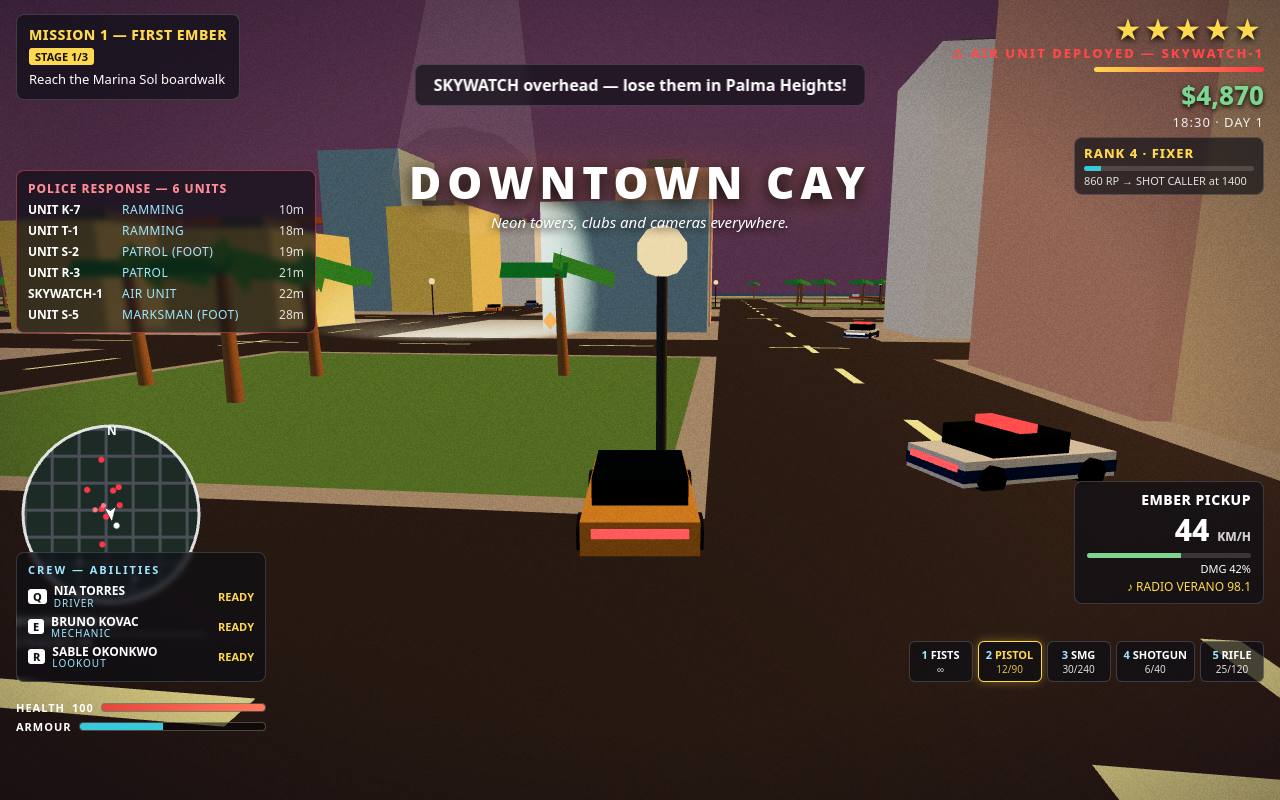 MISSION 1 — FIRST EMBER
STAGE 1/3
Reach the Marina Sol boardwalk
SKYWATCH overhead — lose them in Palma Heights!
★★★★★
⚠ AIR UNIT DEPLOYED — SKYWATCH-1
$4,870
18:30 · DAY 1
RANK 4 · FIXER
860 RP → SHOT CALLER at 1400
DOWNTOWN CAY
Neon towers, clubs and cameras everywhere.
POLICE RESPONSE — 6 UNITS
UNIT K-7 RAMMING 10m
UNIT T-1 RAMMING 18m
UNIT S-2 PATROL (FOOT) 19m
UNIT R-3 PATROL 21m
SKYWATCH-1 AIR UNIT 22m
UNIT S-5 MARKSMAN (FOOT) 28m
N
CREW — ABILITIES
Q NIA TORRES READY
DRIVER
E BRUNO KOVAC READY
MECHANIC
R SABLE OKONKWO READY
LOOKOUT
HEALTH 100
ARMOUR
EMBER PICKUP
44 KM/H
DMG 42%
♪ RADIO VERANO 98.1
1 FISTS 2 PISTOL 3 SMG 4 SHOTGUN 5 RIFLE
∞ 12/90 30/240 6/40 25/120